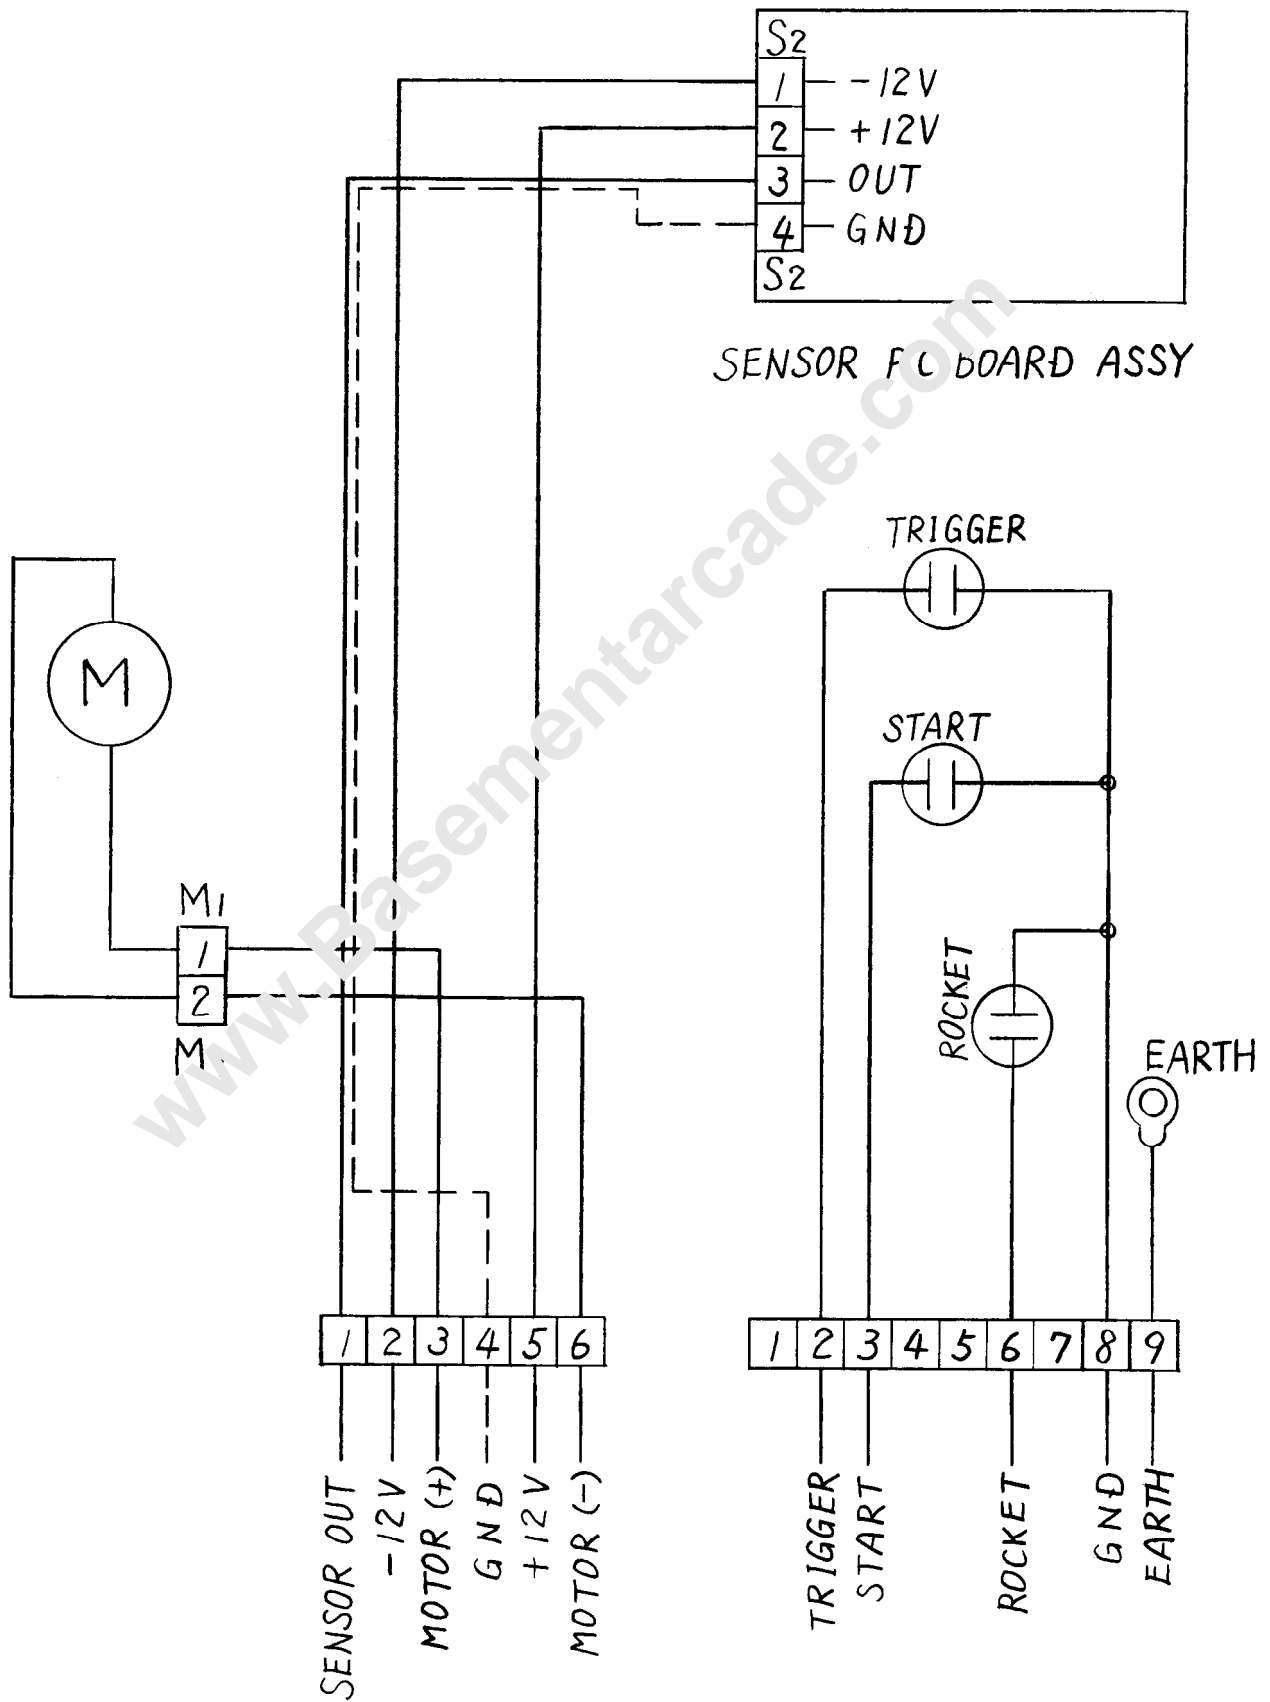 S2
1 -12V
2 +12V
3 OUT
4 GND
S2
SENSOR PC BOARD ASSY
www.Basementarcade.com
TRIGGER
START
ROCKET
EARTH
M
M1
1
2
M
1 2 3 4 5 6
SENSOR OUT
-12V
MOTOR (+)
GND
+12V
MOTOR (-)
1 2 3 4 5 6 7 8 9
TRIGGER
START
ROCKET
GND
EARTH